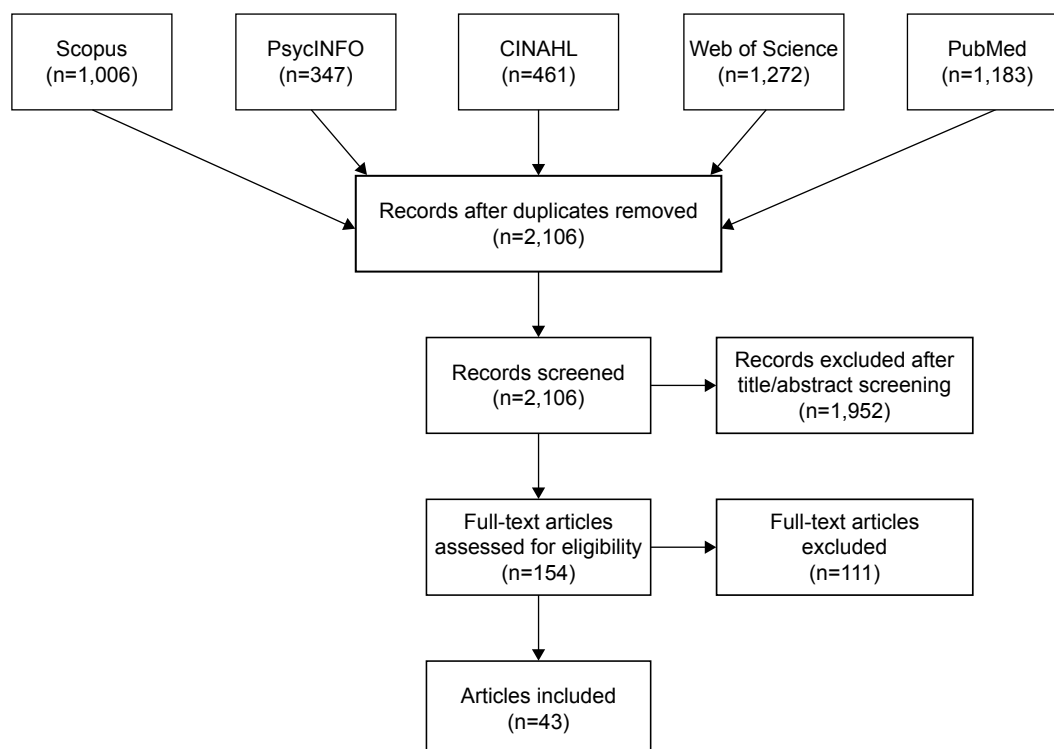 Scopus
(n=1,006)
PsycINFO
(n=347)
CINAHL
(n=461)
Web of Science
(n=1,272)
PubMed
(n=1,183)
Records after duplicates removed
(n=2,106)
Records screened
(n=2,106)
Records excluded after
title/abstract screening
(n=1,952)
Full-text articles
assessed for eligibility
(n=154)
Full-text articles
excluded
(n=111)
Articles included
(n=43)